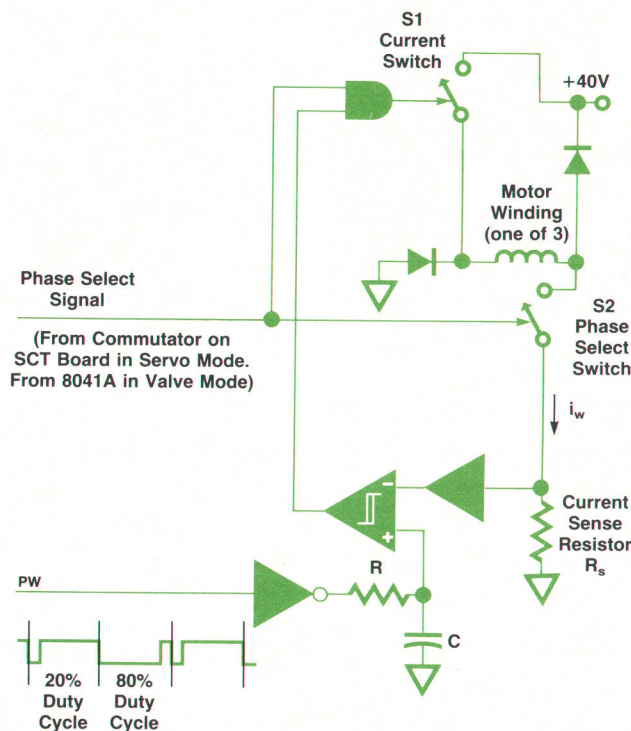 S1
Current
Switch
+40V
Motor
Winding
(one of 3)
Phase Select
Signal
(From Commutator on
SCT Board in Servo Mode.
From 8041A in Valve Mode)
S2
Phase
Select
Switch
iw
−
+
Current
Sense
Resistor
Rs
R
PW
C
20%
Duty
Cycle
80%
Duty
Cycle